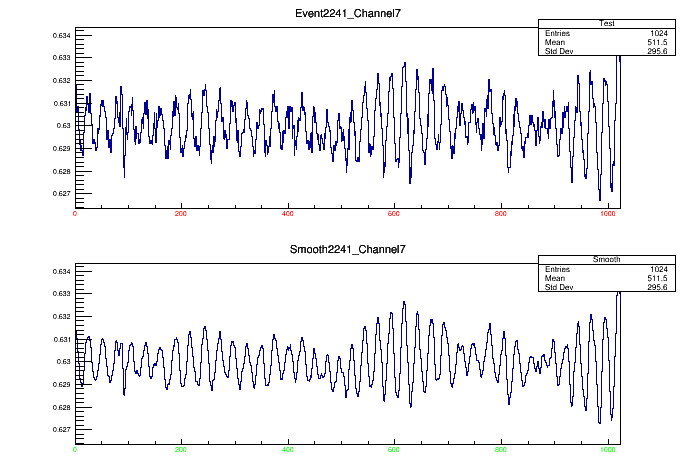 Event2241_Channel7
Test
Entries 1024
Mean 511.5
Std Dev 295.6
0.634
0.633
0.632
0.631
0.63
0.629
0.628
0.627
0 200 400 600 800 1000
Smooth2241_Channel7
Smooth
Entries 1024
Mean 511.5
Std Dev 295.6
0.634
0.633
0.632
0.631
0.63
0.629
0.628
0.627
0 200 400 600 800 1000